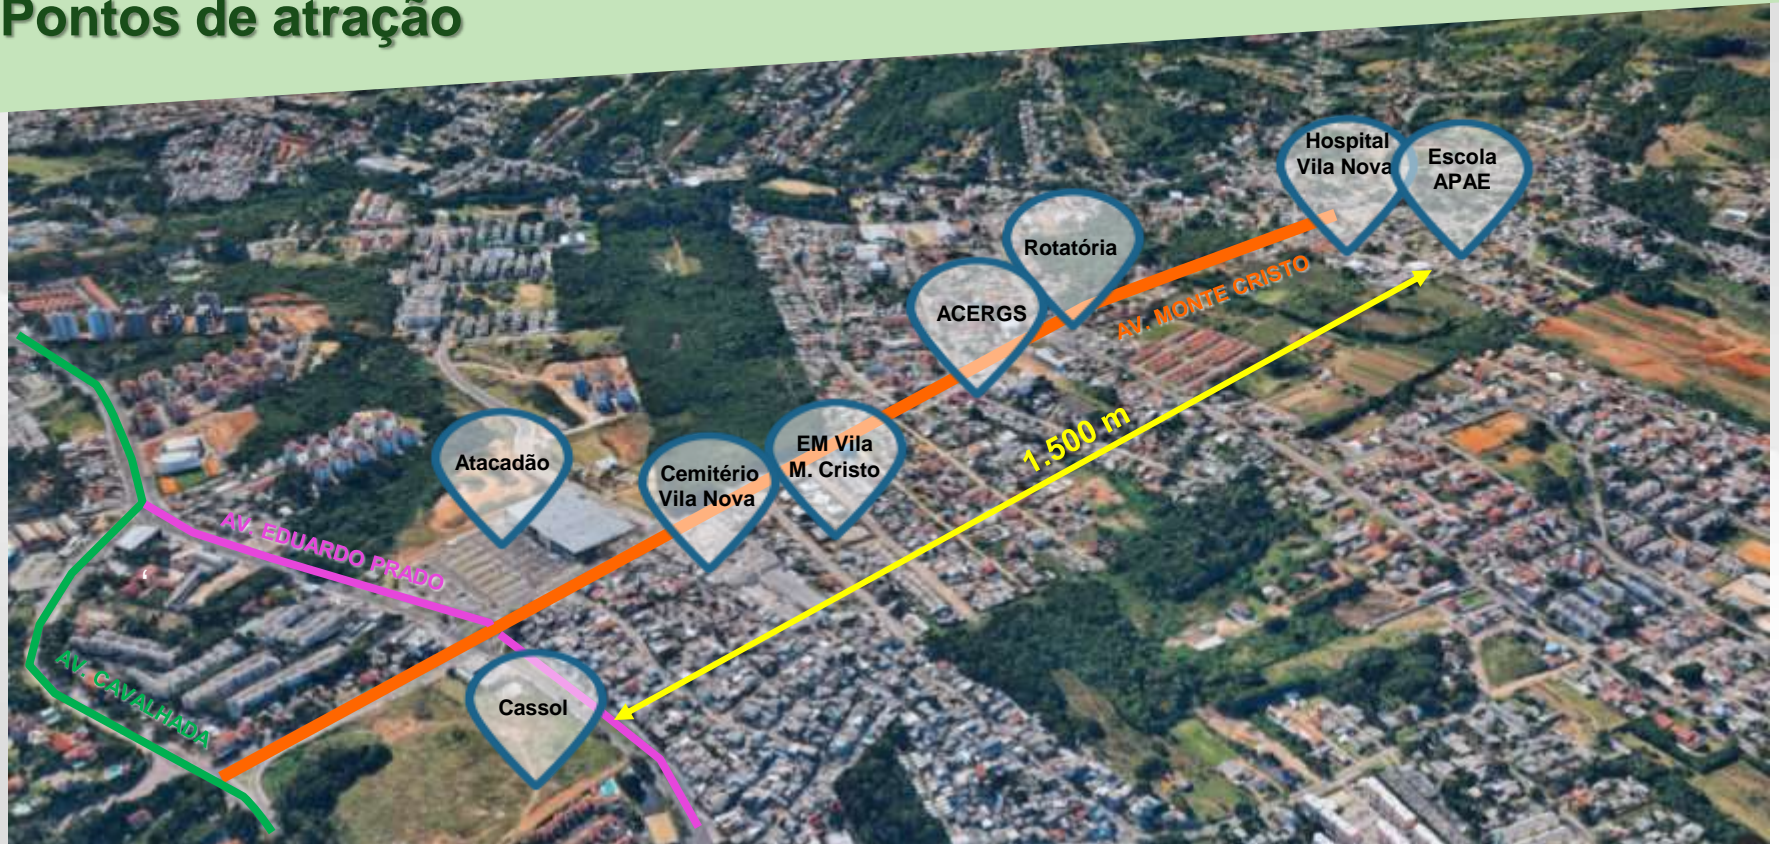 Pontos de atração
Hospital
Vila Nova
Escola
APAE
Rotatória
ACERGS
AV. MONTE CRISTO
1.500 m
EM Vila
M. Cristo
Atacadão
Cemitério
Vila Nova
AV. EDUARDO PRADO
AV. CAVALHADA
Cassol